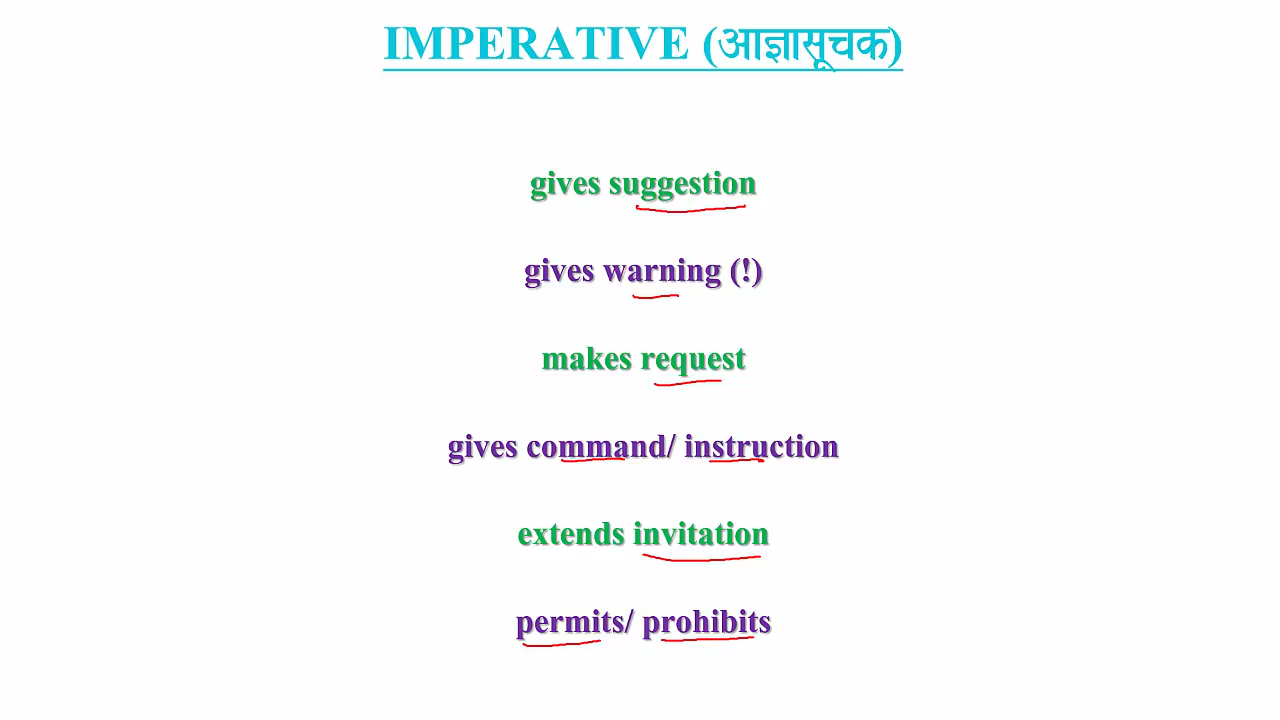 IMPERATIVE (आज्ञासूचक)
gives suggestion
gives warning (!)
makes request
gives command/ instruction
extends invitation
permits/ prohibits